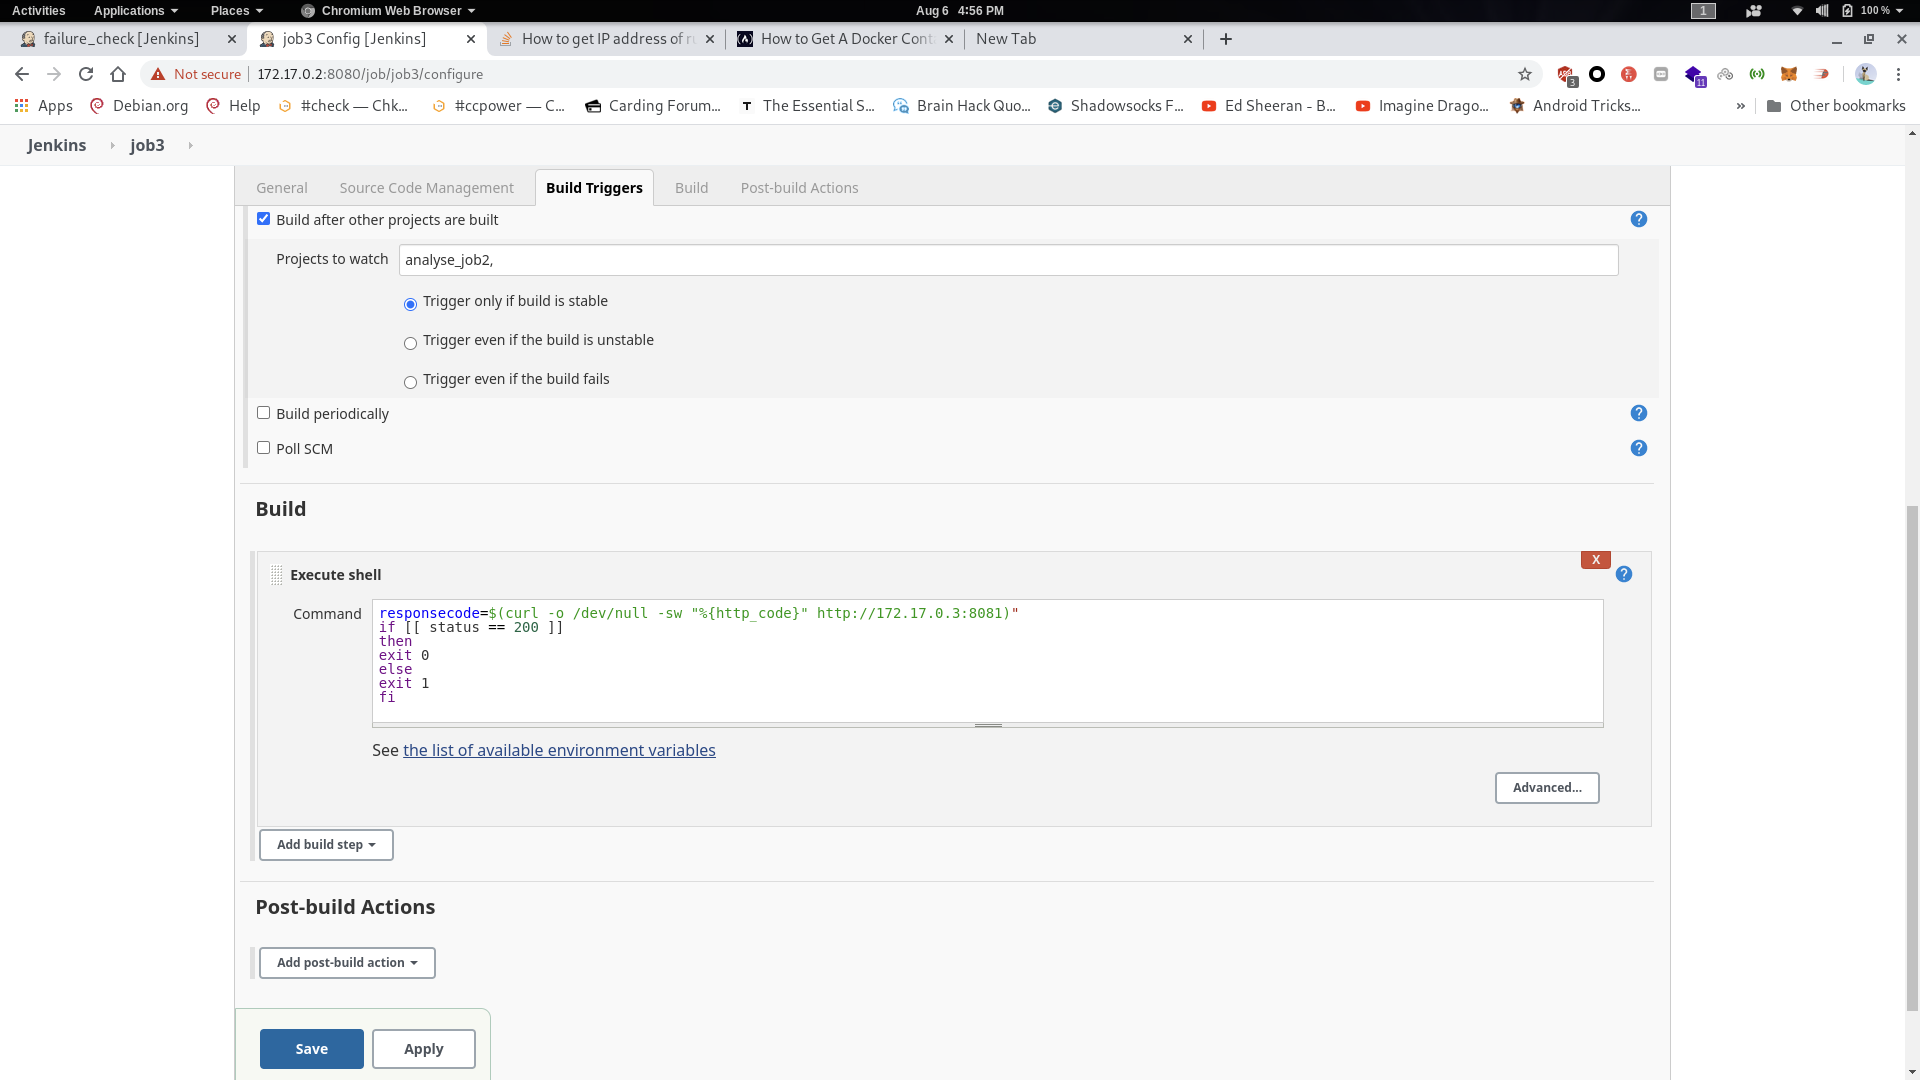 Activities Applications Places Chromium Web Browser Aug 6 4:56 PM 1 100 %
failure_check [Jenkins] job3 Config [Jenkins] How to get IP address of r How to Get A Docker Cont New Tab
Not secure 172.17.0.2:8080/job/job3/configure 3 11
Apps Debian.org Help #check — Chk... #ccpower — C... Carding Forum... The Essential S... Brain Hack Quo... Shadowsocks F... Ed Sheeran - B... Imagine Drago... Android Tricks... » Other bookmarks
Jenkins job3
General Source Code Management Build Triggers Build Post-build Actions
Build after other projects are built
Projects to watch analyse_job2,
Trigger only if build is stable
Trigger even if the build is unstable
Trigger even if the build fails
Build periodically
Poll SCM
Build
X
Execute shell
Command
responsecode=$(curl -o /dev/null -sw "%{http_code}" http://172.17.0.3:8081)"
if [[ status == 200 ]]
then
exit 0
else
exit 1
fi
See the list of available environment variables
Advanced...
Add build step
Post-build Actions
Add post-build action
Save Apply